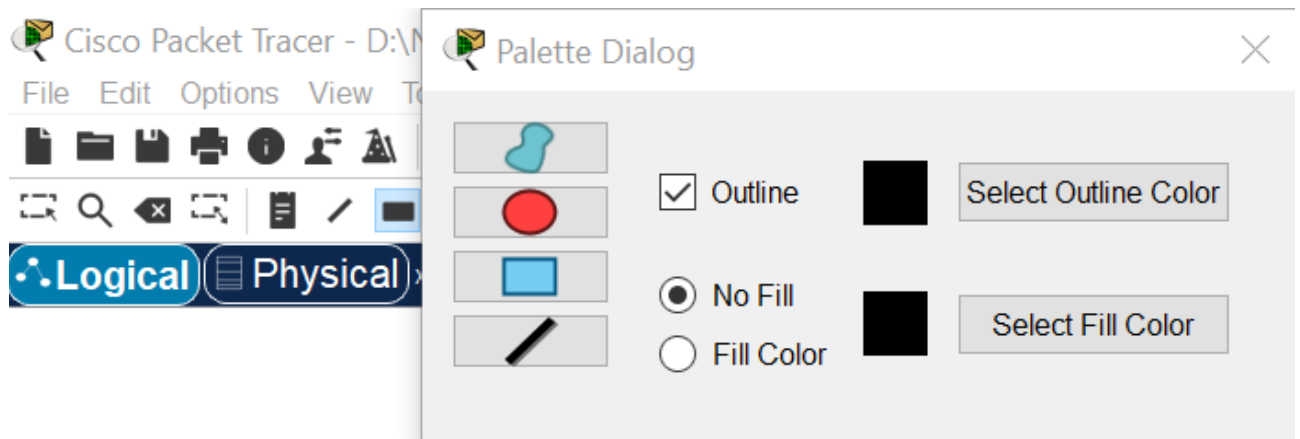 Cisco Packet Tracer - D:\
Palette Dialog
File Edit Options View
Outline
Select Outline Color
Logical
Physical
No Fill
Fill Color
Select Fill Color